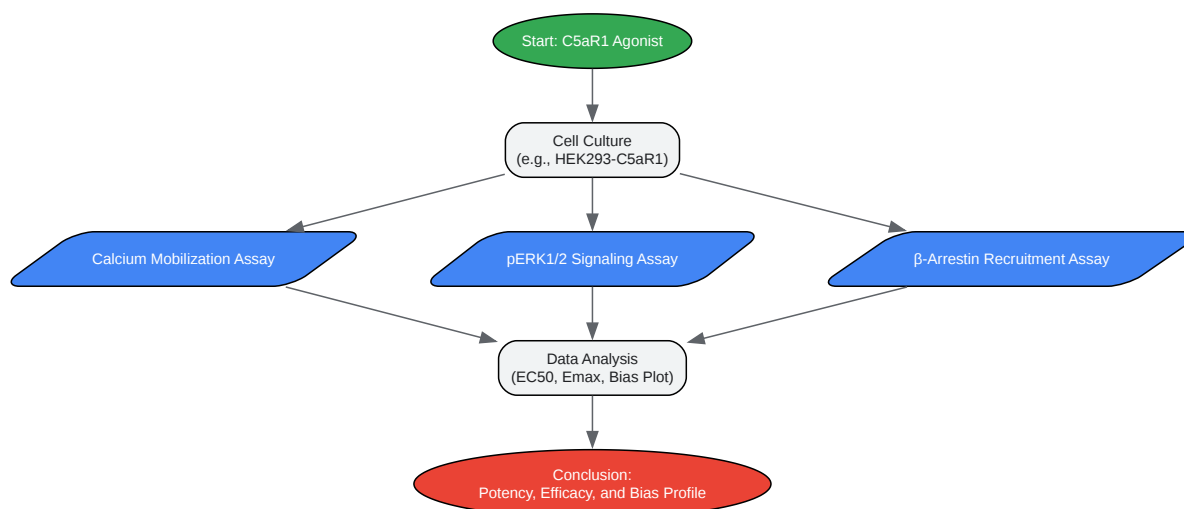 Start: C5aR1 Agonist
Cell Culture
(e.g., HEK293-C5aR1)
Calcium Mobilization Assay
pERK1/2 Signaling Assay
β-Arrestin Recruitment Assay
Data Analysis
(EC50, Emax, Bias Plot)
Conclusion:
Potency, Efficacy, and Bias Profile